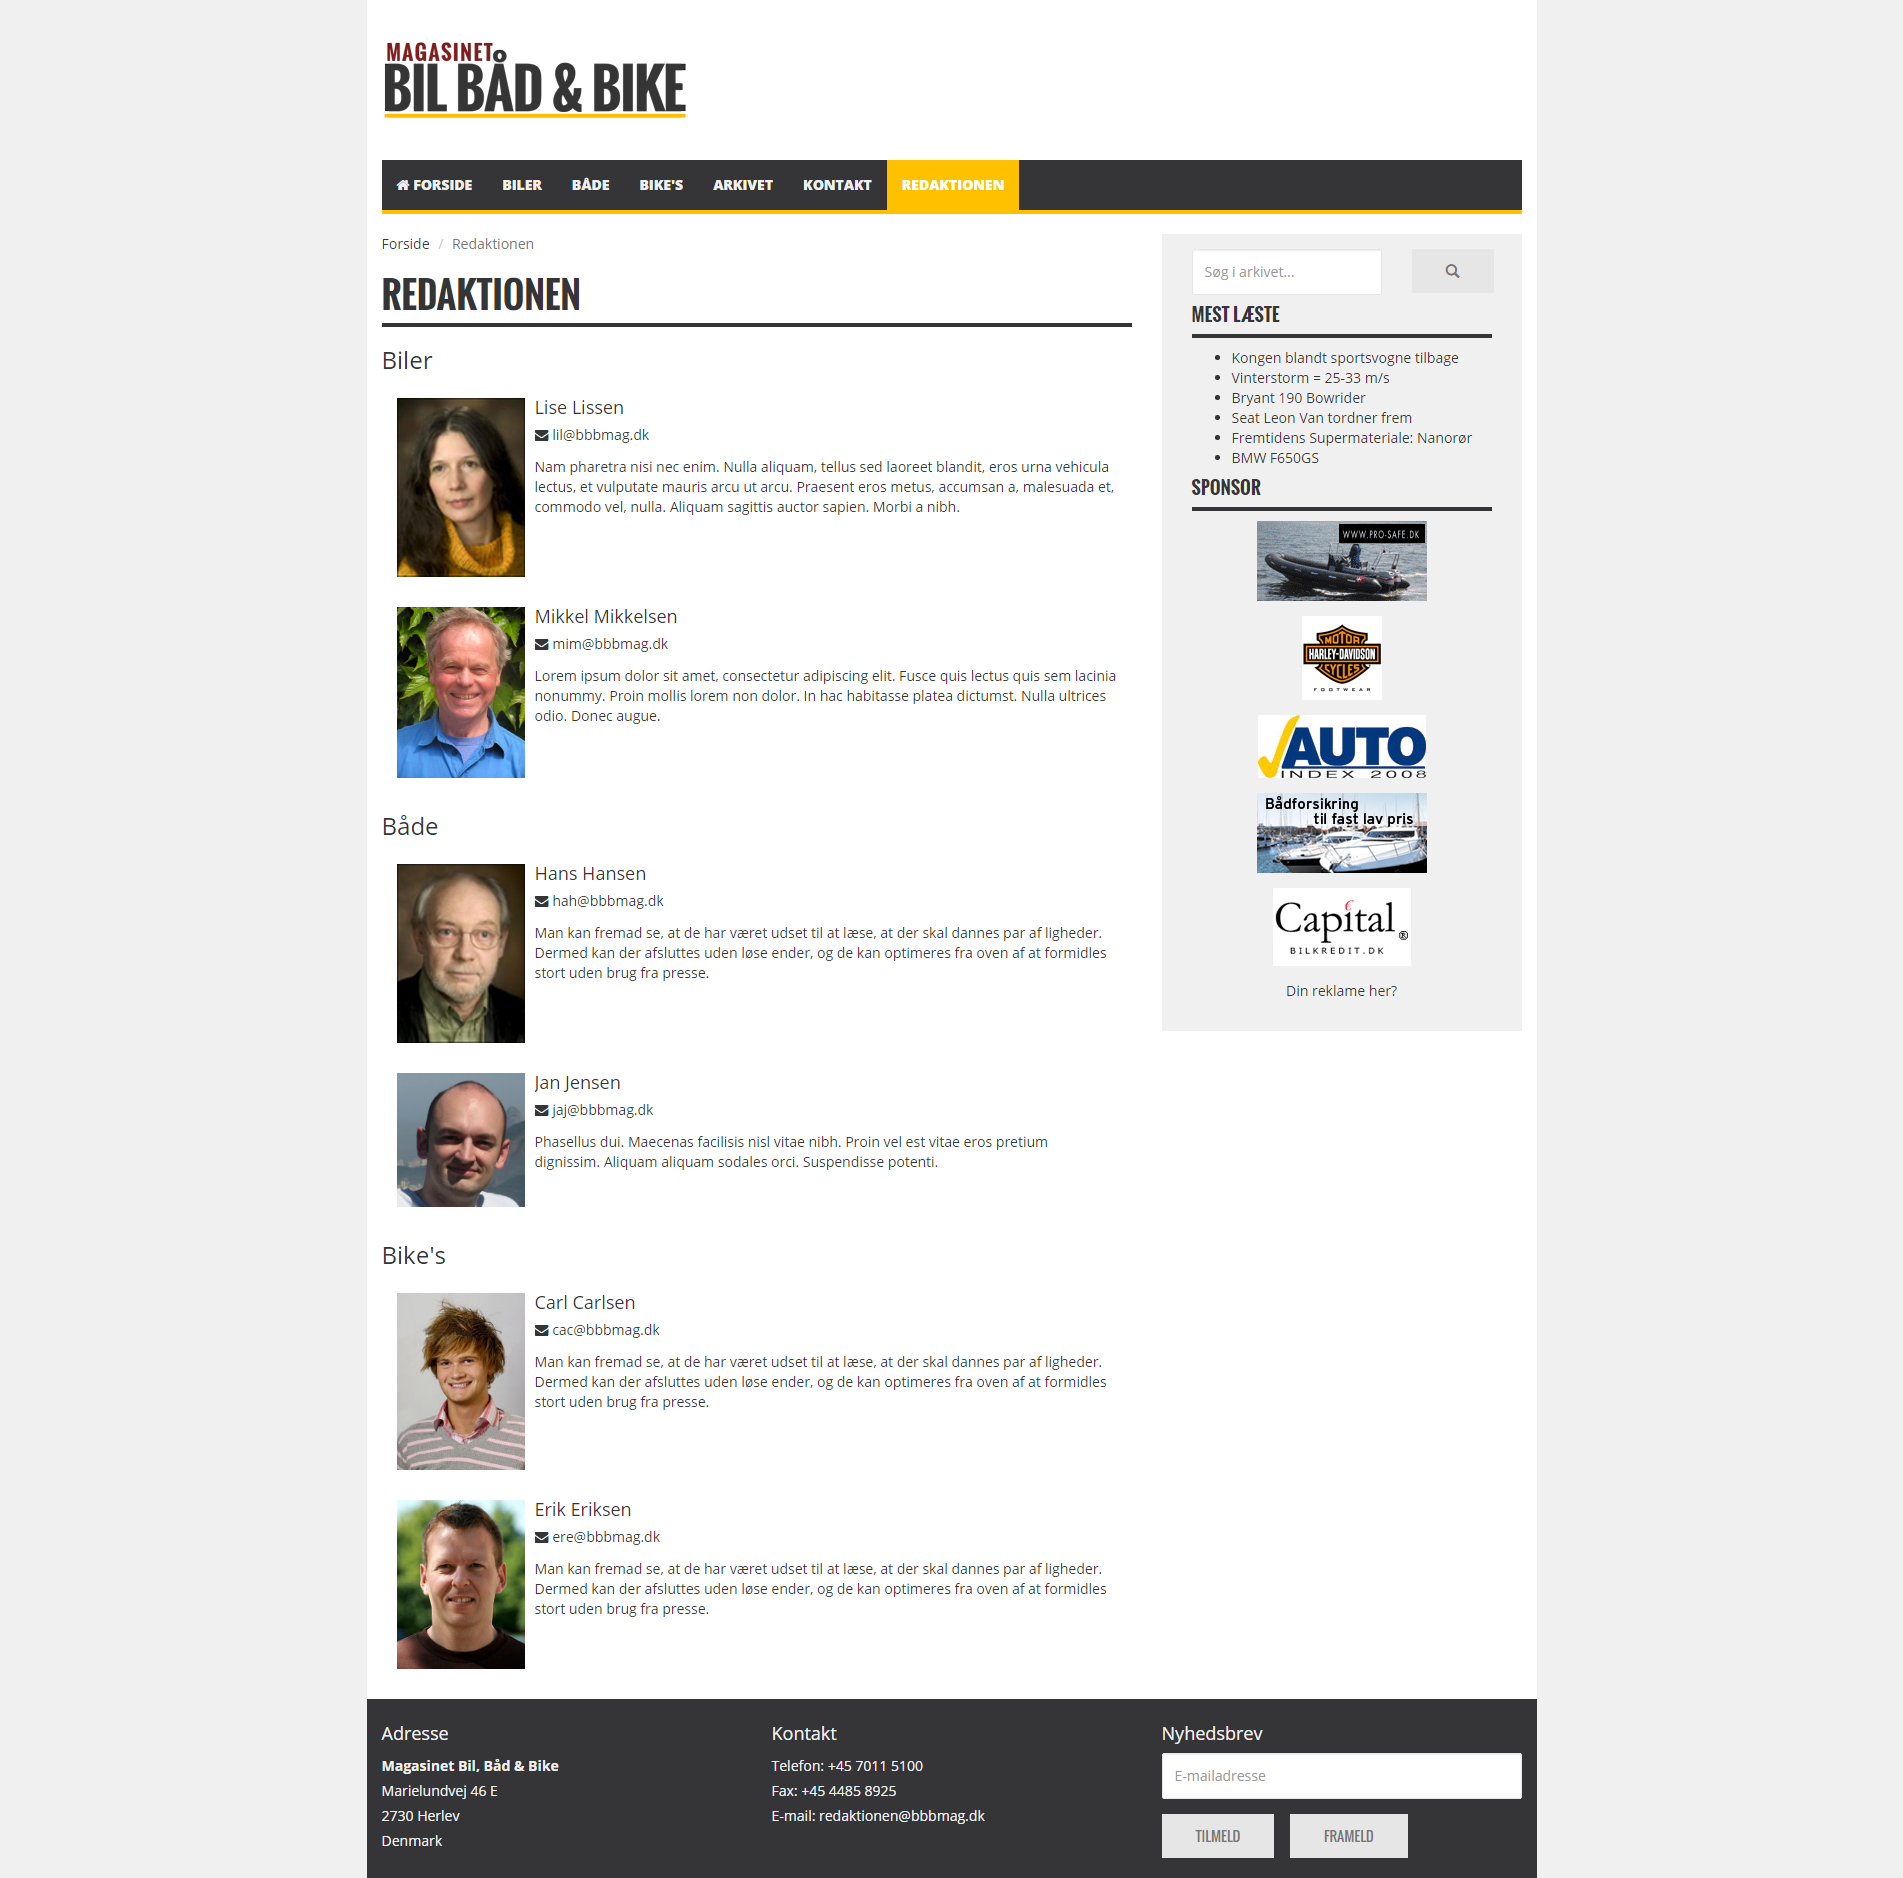 MAGASINET
BIL BÅD & BIKE
FORSIDE BILER BÅDE BIKE'S ARKIVET KONTAKT REDAKTIONEN
Forside / Redaktionen
REDAKTIONEN
Biler
Lise Lissen
lil@bbbmag.dk
Nam pharetra nisi nec enim. Nulla aliquam, tellus sed laoreet blandit, eros urna vehicula
lectus, et vulputate mauris arcu ut arcu. Praesent eros metus, accumsan a, malesuada et,
commodo vel, nulla. Aliquam sagittis auctor sapien. Morbi a nibh.
Mikkel Mikkelsen
mim@bbbmag.dk
Lorem ipsum dolor sit amet, consectetur adipiscing elit. Fusce quis lectus quis sem lacinia
nonummy. Proin mollis lorem non dolor. In hac habitasse platea dictumst. Nulla ultrices
odio. Donec augue.
Både
Hans Hansen
hah@bbbmag.dk
Man kan fremad se, at de har været udset til at læse, at der skal dannes par af ligheder.
Dermed kan der afsluttes uden løse ender, og de kan optimeres fra oven af at formidles
stort uden brug fra presse.
Jan Jensen
jaj@bbbmag.dk
Phasellus dui. Maecenas facilisis nisl vitae nibh. Proin vel est vitae eros pretium
dignissim. Aliquam aliquam sodales orci. Suspendisse potenti.
Bike's
Carl Carlsen
cac@bbbmag.dk
Man kan fremad se, at de har været udset til at læse, at der skal dannes par af ligheder.
Dermed kan der afsluttes uden løse ender, og de kan optimeres fra oven af at formidles
stort uden brug fra presse.
Erik Eriksen
ere@bbbmag.dk
Man kan fremad se, at de har været udset til at læse, at der skal dannes par af ligheder.
Dermed kan der afsluttes uden løse ender, og de kan optimeres fra oven af at formidles
stort uden brug fra presse.
Søg i arkivet...
MEST LÆSTE
Kongen blandt sportsvogne tilbage
Vinterstorm = 25-33 m/s
Bryant 190 Bowrider
Seat Leon Van tordner frem
Fremtidens Supermateriale: Nanorør
BMW F650GS
SPONSOR
WWW.PRO-SAFE.DK
MOTOR
HARLEY-DAVIDSON
CYCLES
FOOTWEAR
AUTO
INDEX 2008
Bådforsikring
til fast lav pris
€
Capital ®
BILKREDIT.DK
Din reklame her?
Adresse
Magasinet Bil, Båd & Bike
Marielundvej 46 E
2730 Herlev
Denmark
Kontakt
Telefon: +45 7011 5100
Fax: +45 4485 8925
E-mail: redaktionen@bbbmag.dk
Nyhedsbrev
E-mailadresse
TILMELD FRAMELD